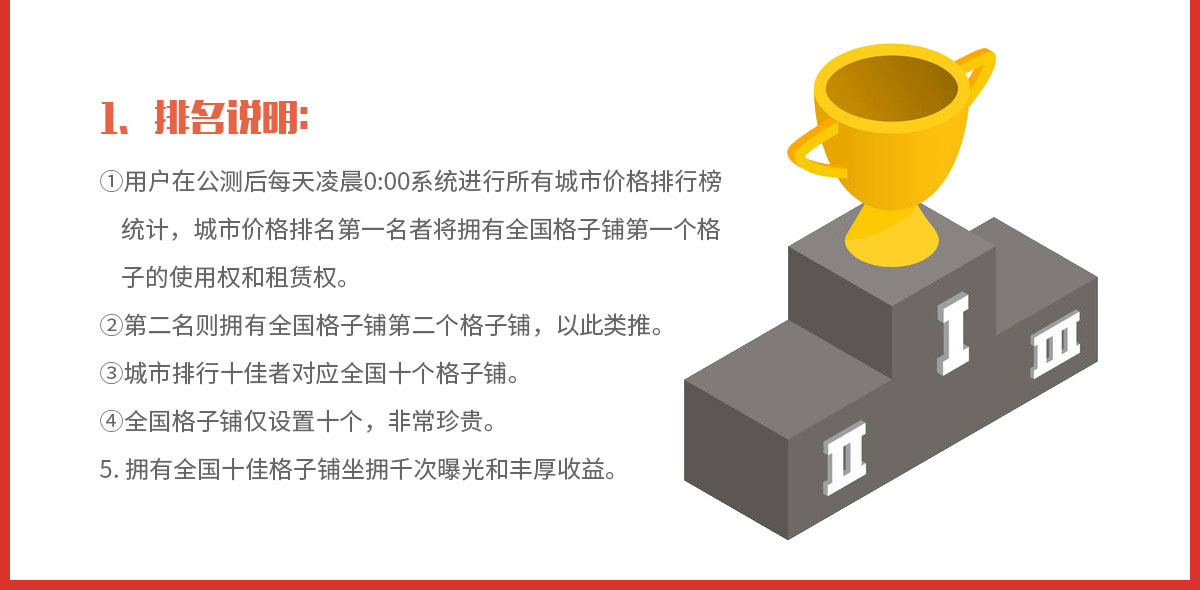 1、排名说明:
①用户在公测后每天凌晨0:00系统进行所有城市价格排行榜
统计，城市价格排名第一名者将拥有全国格子铺第一个格
子的使用权和租赁权。
②第二名则拥有全国格子铺第二个格子铺，以此类推。
③城市排行十佳者对应全国十个格子铺。
④全国格子铺仅设置十个，非常珍贵。
5. 拥有全国十佳格子铺坐拥千次曝光和丰厚收益。
I
III
II